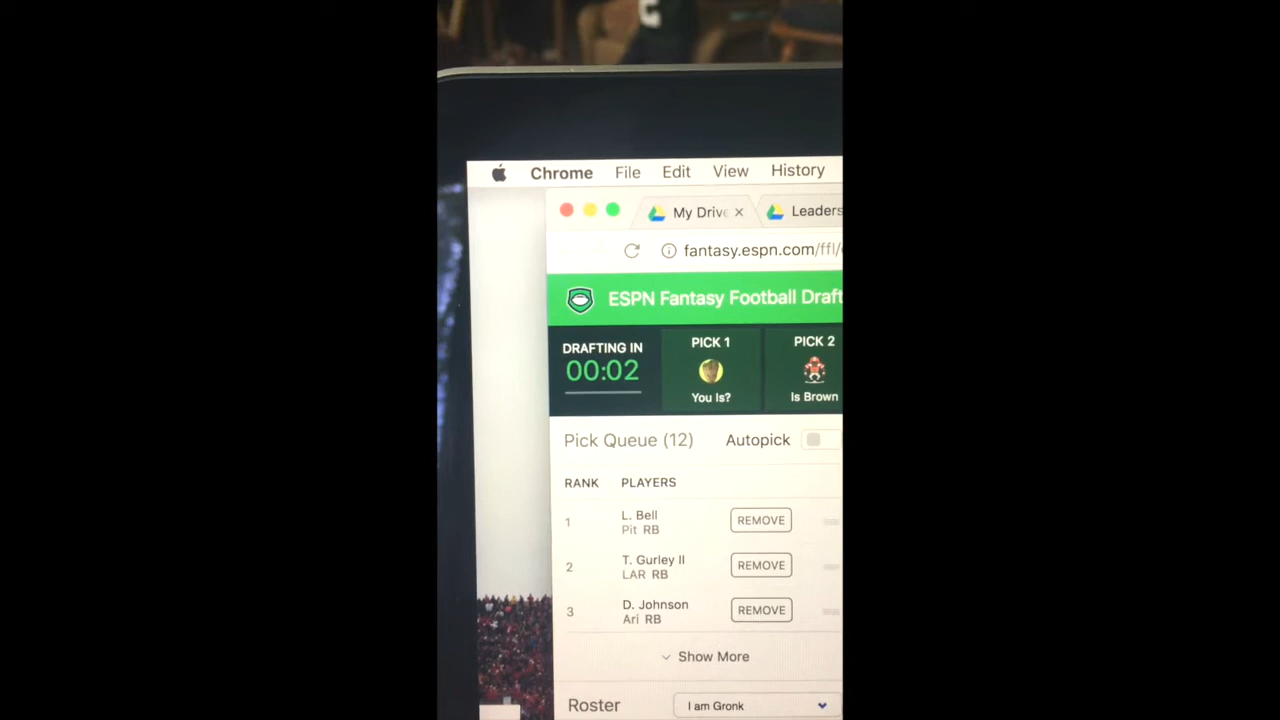 Chrome File Edit View History
My Drive Leaders
fantasy.espn.com/ffl/
ESPN Fantasy Football Draft
DRAFTING IN
00:02
PICK 1
You Is?
PICK 2
Is Brown
Pick Queue (12) Autopick
RANK PLAYERS
1 L. Bell REMOVE
Pit RB
2 T. Gurley II REMOVE
LAR RB
3 D. Johnson REMOVE
Ari RB
Show More
Roster I am Gronk